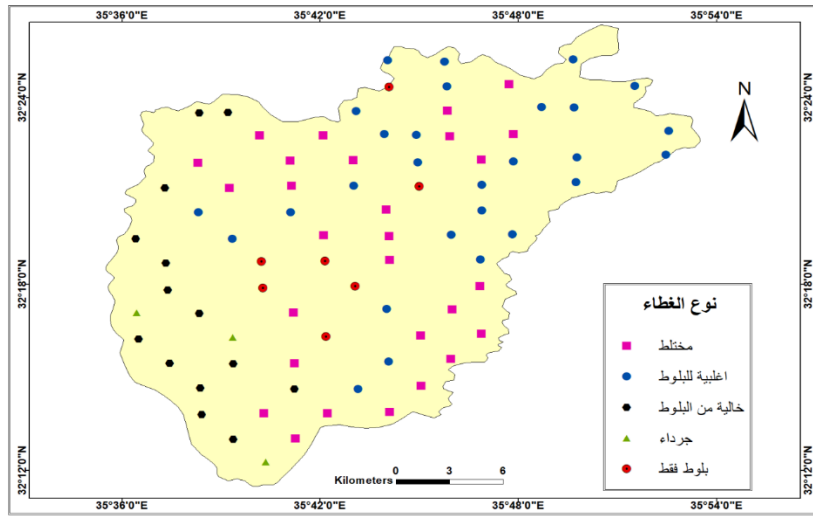 35°36'0"E 35°42'0"E 35°48'0"E 35°54'0"E
32°24'0"N 32°24'0"N
N
32°18'0"N 32°18'0"N
نوع الغطاء
مختلط
اغلبية للبلوط
خالية من البلوط
جرداء
بلوط فقط
32°12'0"N 32°12'0"N
Kilometers 0 3 6
35°36'0"E 35°42'0"E 35°48'0"E 35°54'0"E